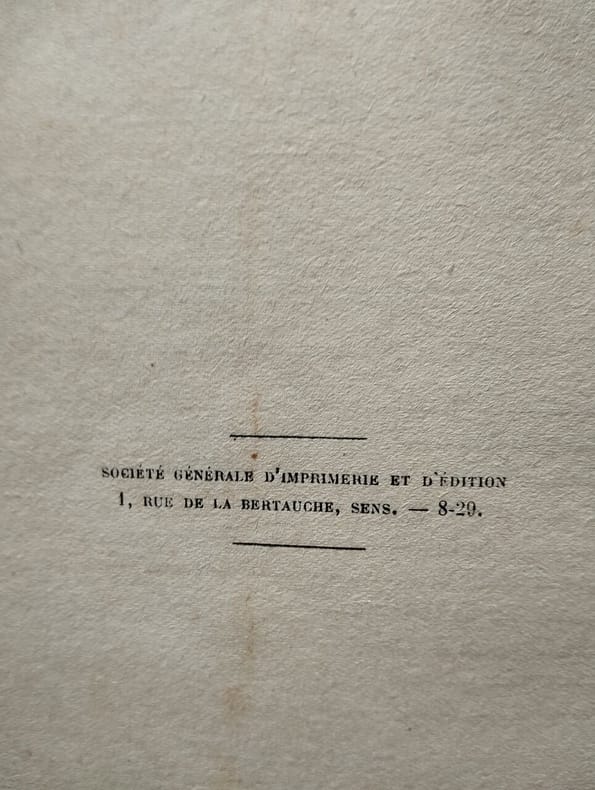 SOCIÉTÉ GÉNÉRALE D'IMPRIMERIE ET D'ÉDITION
1, RUE DE LA BERTAUCHE, SENS. — 8-29.